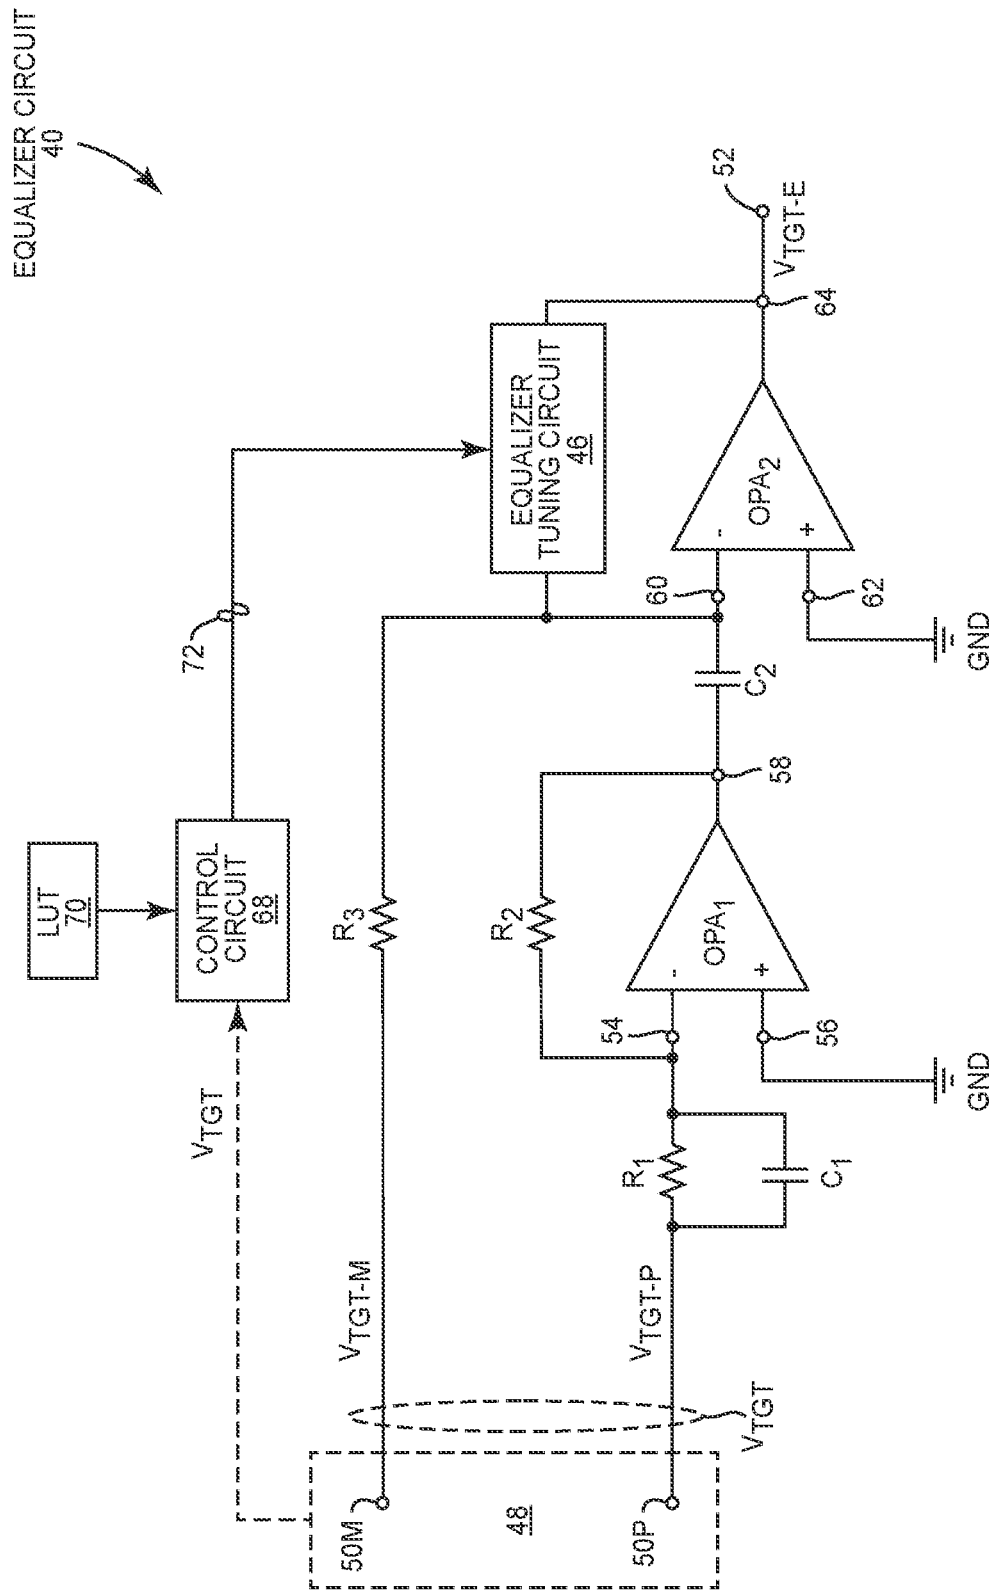 EQUALIZER CIRCUIT
40
LUT
70
CONTROL
CIRCUIT
68
72
VTGT
EQUALIZER
TUNING CIRCUIT
46
R3
R2
VTGT-M
VTGT-P
VTGT
50M
48
50P
R1
C1
54
56
GND
-
+
OPA1
58
C2
60
62
GND
-
+
OPA2
64
VTGT-E
52